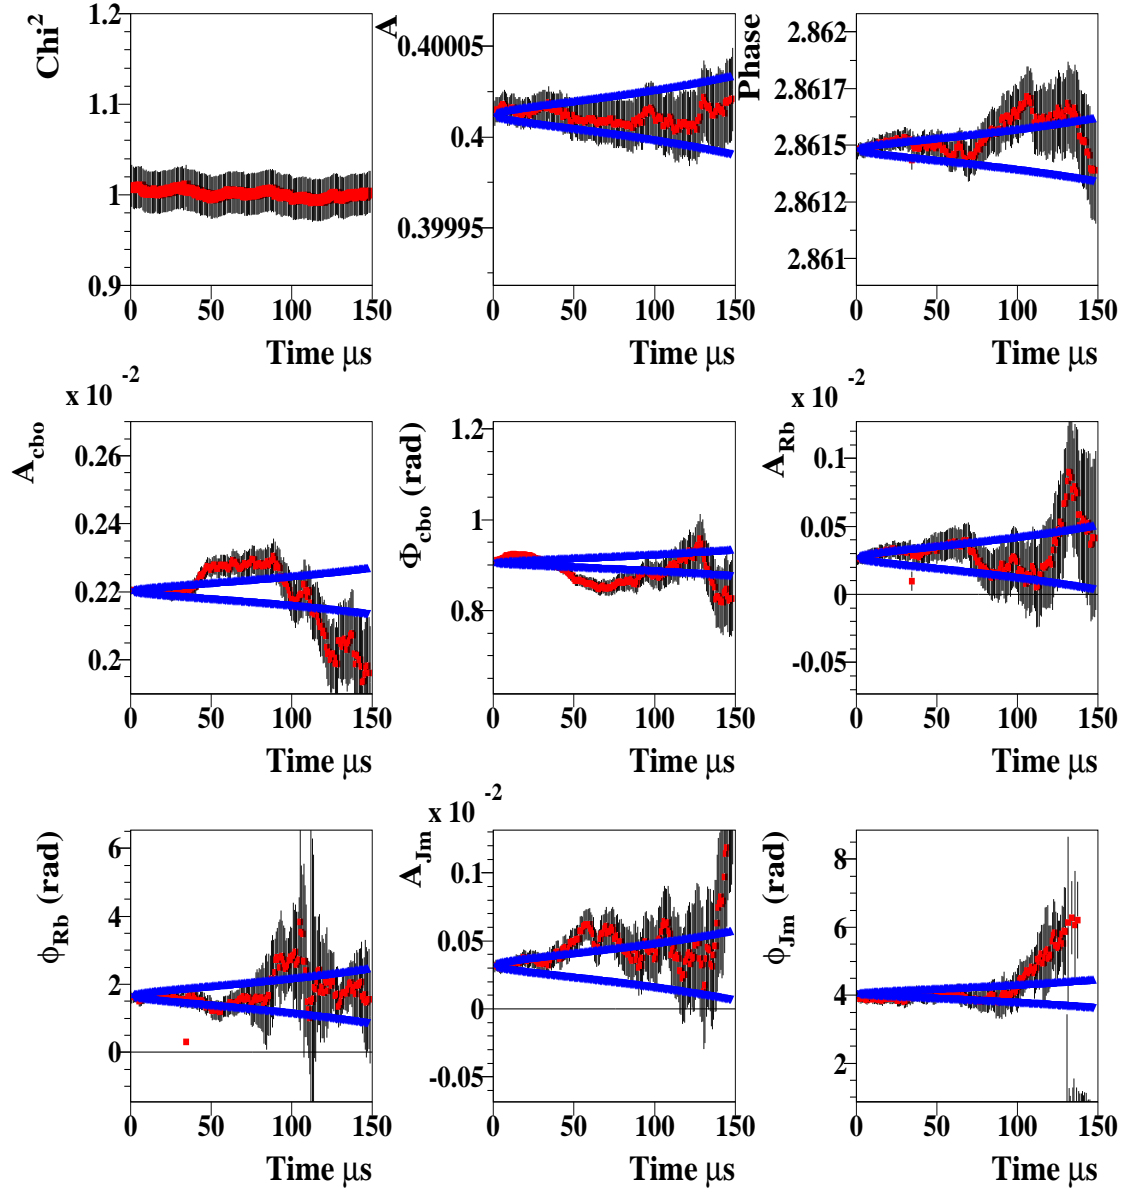 Chi²
1.2
1.1
1
0.9
0 50 100 150
Time μs
A
0.40005
0.4
0.39995
0 50 100 150
Time μs
Phase
2.862
2.8617
2.8615
2.8612
2.861
0 50 100 150
Time μs
x 10 -2
A cbo
0.26
0.24
0.22
0.2
0 50 100 150
Time μs
Φ cbo (rad)
1.2
1
0.8
0 50 100 150
Time μs
x 10 -2
A Rb
0.1
0.05
0
-0.05
0 50 100 150
Time μs
ϕ Rb (rad)
6
4
2
0
0 50 100 150
Time μs
x 10 -2
A Jm
0.1
0.05
0
-0.05
0 50 100 150
Time μs
ϕ Jm (rad)
8
6
4
2
0 50 100 150
Time μs